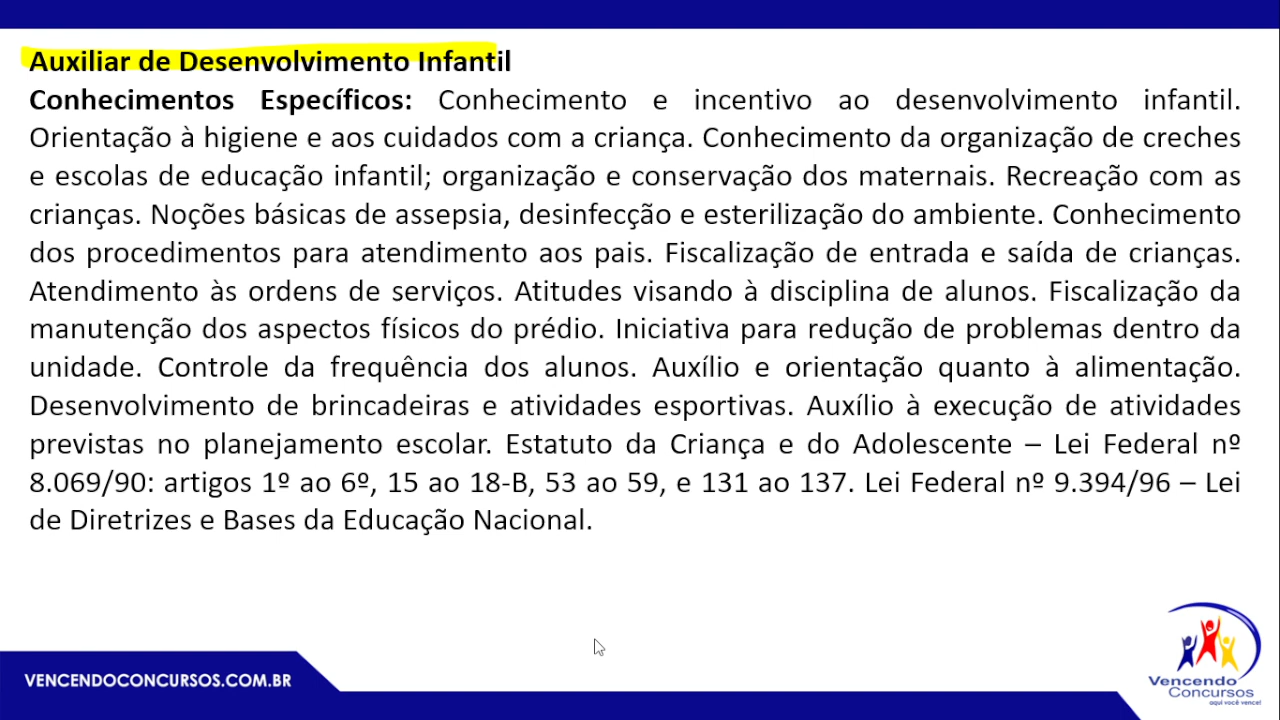 Auxiliar de Desenvolvimento Infantil
Conhecimentos Específicos: Conhecimento e incentivo ao desenvolvimento infantil.
Orientação à higiene e aos cuidados com a criança. Conhecimento da organização de creches
e escolas de educação infantil; organização e conservação dos maternais. Recreação com as
crianças. Noções básicas de assepsia, desinfecção e esterilização do ambiente. Conhecimento
dos procedimentos para atendimento aos pais. Fiscalização de entrada e saída de crianças.
Atendimento às ordens de serviços. Atitudes visando à disciplina de alunos. Fiscalização da
manutenção dos aspectos físicos do prédio. Iniciativa para redução de problemas dentro da
unidade. Controle da frequência dos alunos. Auxílio e orientação quanto à alimentação.
Desenvolvimento de brincadeiras e atividades esportivas. Auxílio à execução de atividades
previstas no planejamento escolar. Estatuto da Criança e do Adolescente – Lei Federal nº
8.069/90: artigos 1º ao 6º, 15 ao 18-B, 53 ao 59, e 131 ao 137. Lei Federal nº 9.394/96 – Lei
de Diretrizes e Bases da Educação Nacional.
VENCENDOCONCURSOS.COM.BR
Vencendo
Concursos
aqui você vence!